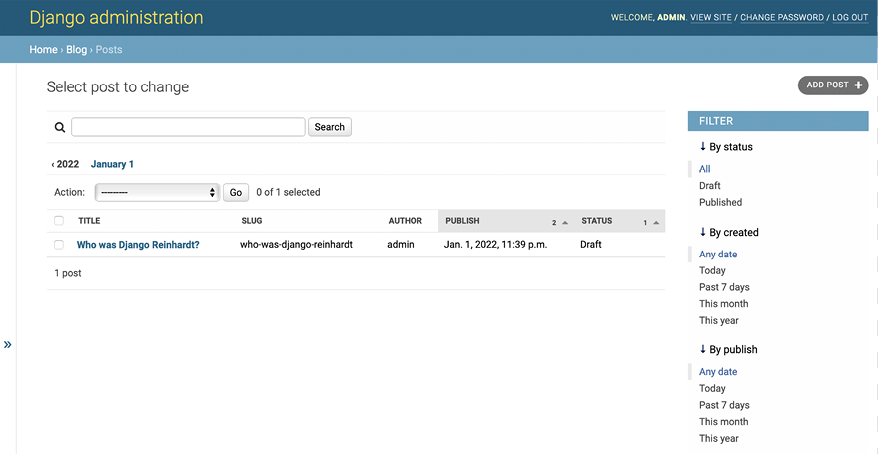 Django administration
WELCOME, ADMIN. VIEW SITE / CHANGE PASSWORD / LOG OUT
Home › Blog › Posts
Select post to change
ADD POST +
Search
‹ 2022 January 1
Action: --------- Go 0 of 1 selected
TITLE SLUG AUTHOR PUBLISH 2 STATUS 1
Who was Django Reinhardt? who-was-django-reinhardt admin Jan. 1, 2022, 11:39 p.m. Draft
1 post
»
FILTER
↓ By status
All
Draft
Published
↓ By created
Any date
Today
Past 7 days
This month
This year
↓ By publish
Any date
Today
Past 7 days
This month
This year